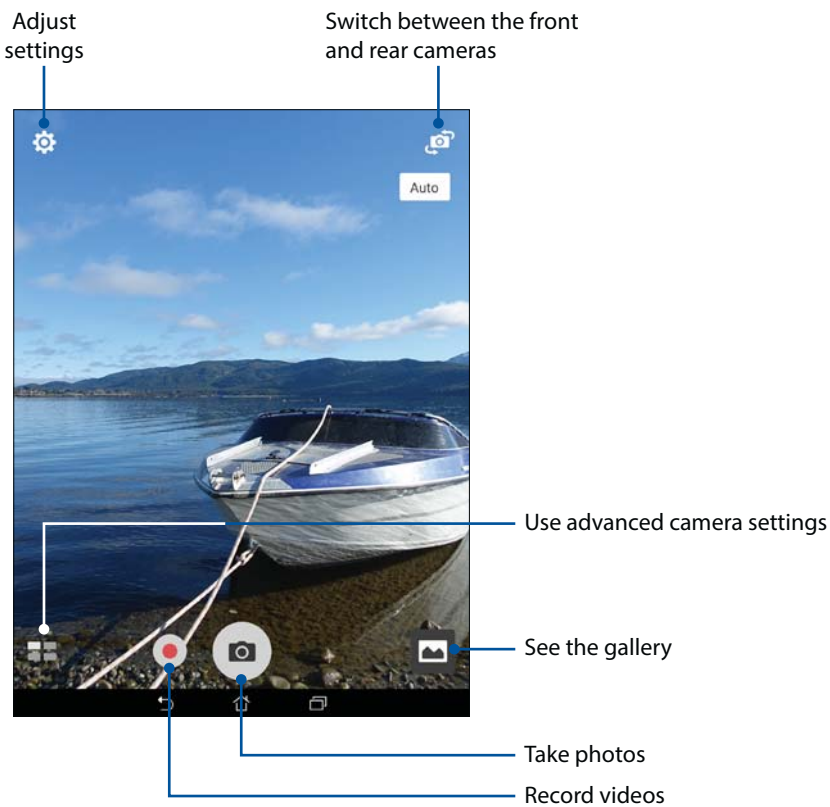 Adjust
settings
Switch between the front
and rear cameras
Auto
Use advanced camera settings
See the gallery
Take photos
Record videos